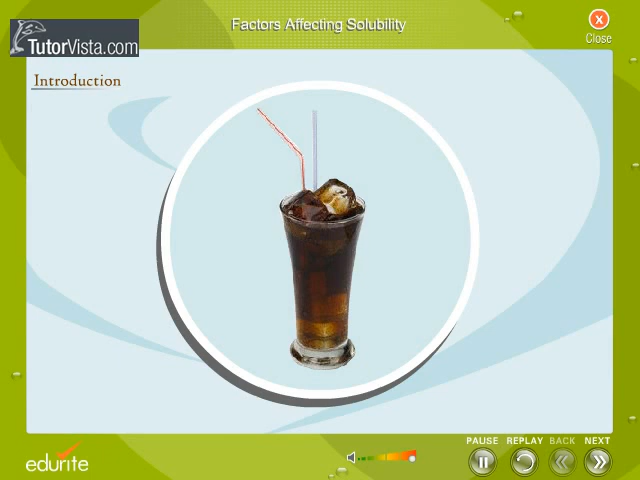 Factors Affecting Solubility
x
Close
TutorVista.com
Introduction
PAUSE REPLAY BACK NEXT
edurite